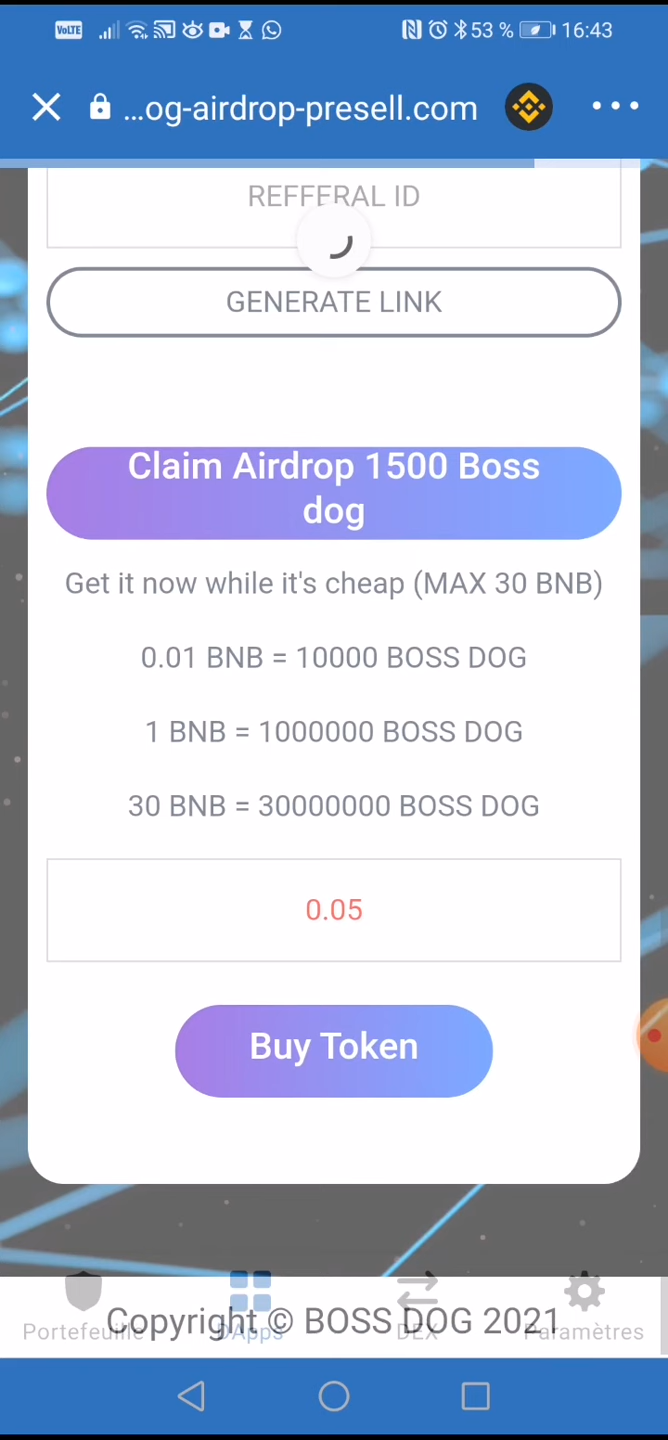 VoLTE 53 % 16:43
...og-airdrop-presell.com
REFFERAL ID
GENERATE LINK
Claim Airdrop 1500 Boss
dog
Get it now while it's cheap (MAX 30 BNB)
0.01 BNB = 10000 BOSS DOG
1 BNB = 1000000 BOSS DOG
30 BNB = 30000000 BOSS DOG
0.05
Buy Token
Copyright © BOSS DOG 2021
Portefeuille DApps DEX Paramètres